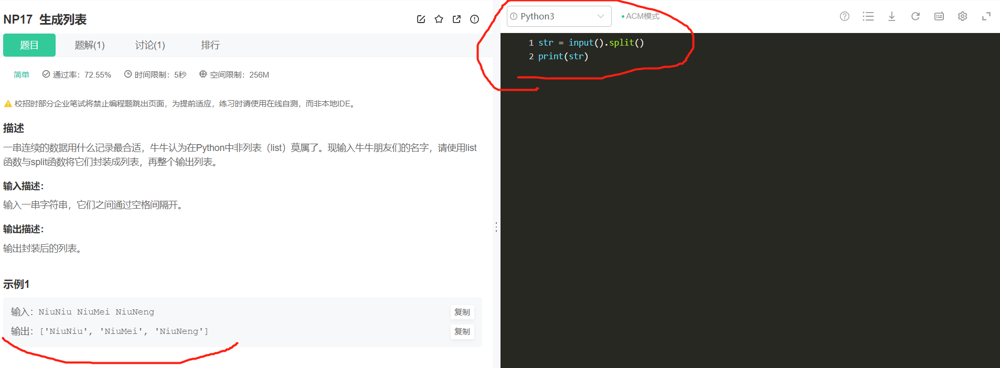 NP17 生成列表
题目 题解(1) 讨论(1) 排行
简单 通过率：72.55% 时间限制：5秒 空间限制：256M
校招时部分企业笔试将禁止编程题跳出页面，为提前适应，练习时请使用在线自测，而非本地IDE。
描述
一串连续的数据用什么记录最合适，牛牛认为在Python中非列表（list）莫属了。现输入牛牛朋友们的名字，请使用list
函数与split函数将它们封装成列表，再整个输出列表。
输入描述：
输入一串字符串，它们之间通过空格间隔开。
输出描述：
输出封装后的列表。
示例1
输入：NiuNiu NiuMei NiuNeng 复制
输出：['NiuNiu', 'NiuMei', 'NiuNeng'] 复制
Python3 ACM模式
1 str = input().split()
2 print(str)